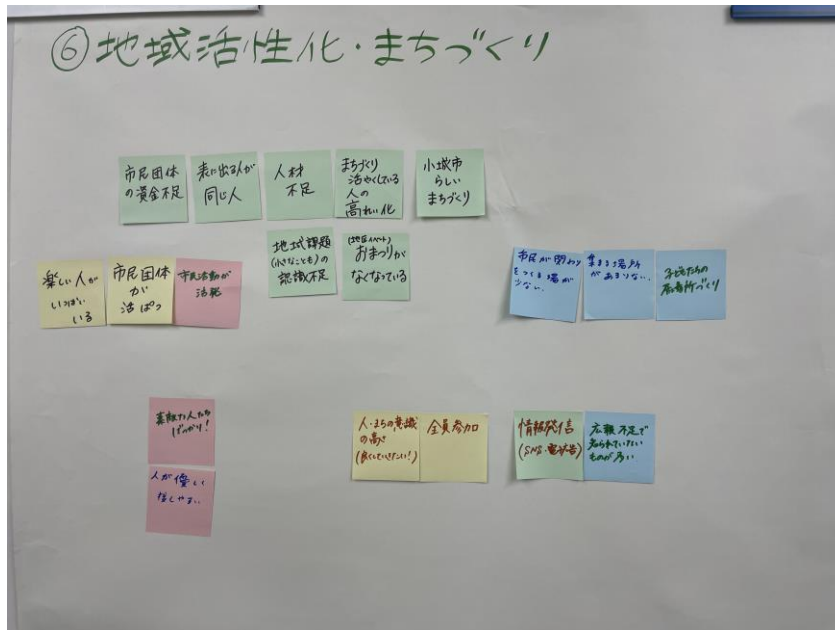 ⑥地域活性化・まちづくり
市民団体
の資金不足
表に出る人が
同じ人
人材
不足
まちづくり
活やくしている
人の
高れい化
小城市
らしい
まちづくり
地域課題
(小さなことも)の
認識不足
(地区イベント)
おまつりが
なくなっている
楽しい人が
いっぱい
いる
市民団体
が
活ぱつ
市民活動が
活発
市民が関わり
をつくる場が
少ない.
集まる場所
があまりない.
子どもたちの
居場所づくり
素敵な人たち
ばっかり!
人が優しい
人・まちの意識
の高さ
(良くしていきたい!)
全員参加
情報発信
(SNS・電広告)
広報不足で
知られていない
ものが多い